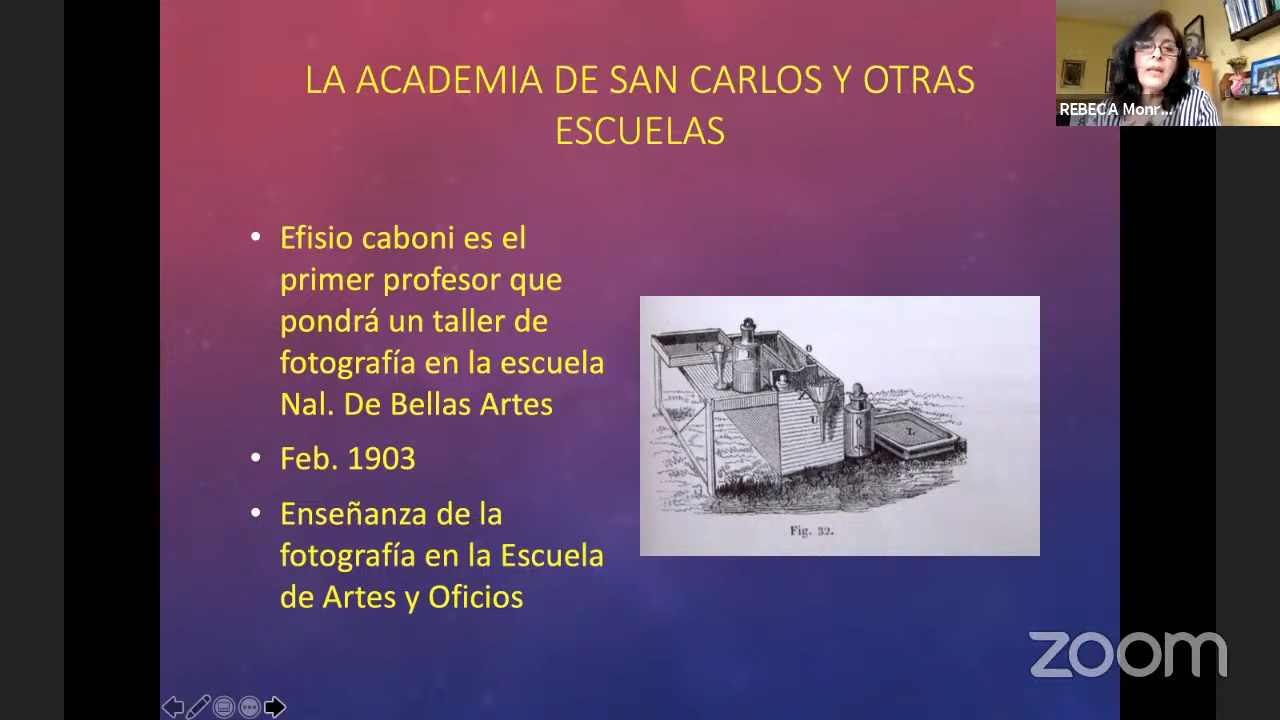 LA ACADEMIA DE SAN CARLOS Y OTRAS
ESCUELAS
REBECA Monr...
• Efisio caboni es el
primer profesor que
pondrá un taller de
fotografía en la escuela
Nal. De Bellas Artes
• Feb. 1903
• Enseñanza de la
fotografía en la Escuela
de Artes y Oficios
K
O
U
Q
L
Fig. 32.
zoom